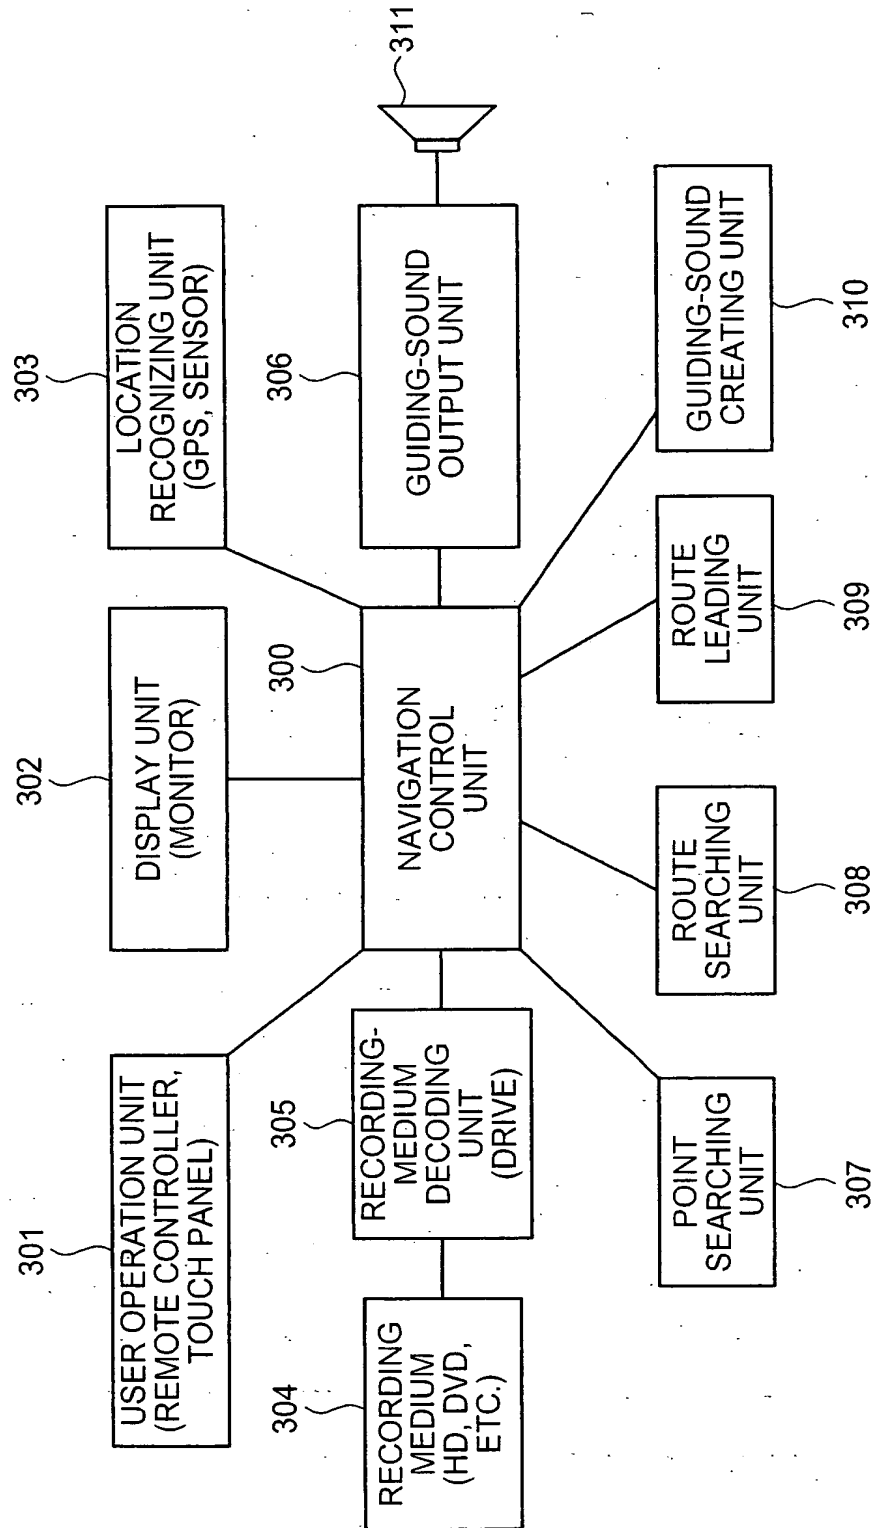 301
USER OPERATION UNIT
(REMOTE CONTROLLER,
TOUCH PANEL)
302
DISPLAY UNIT
(MONITOR)
303
LOCATION
RECOGNIZING UNIT
(GPS, SENSOR)
304
RECORDING
MEDIUM
(HD, DVD,
ETC.)
305
RECORDING-
MEDIUM
DECODING
UNIT
(DRIVE)
300
NAVIGATION
CONTROL
UNIT
306
GUIDING-SOUND
OUTPUT UNIT
311
POINT
SEARCHING
UNIT
307
ROUTE
SEARCHING
UNIT
308
ROUTE
LEADING
UNIT
309
GUIDING-SOUND
CREATING UNIT
310